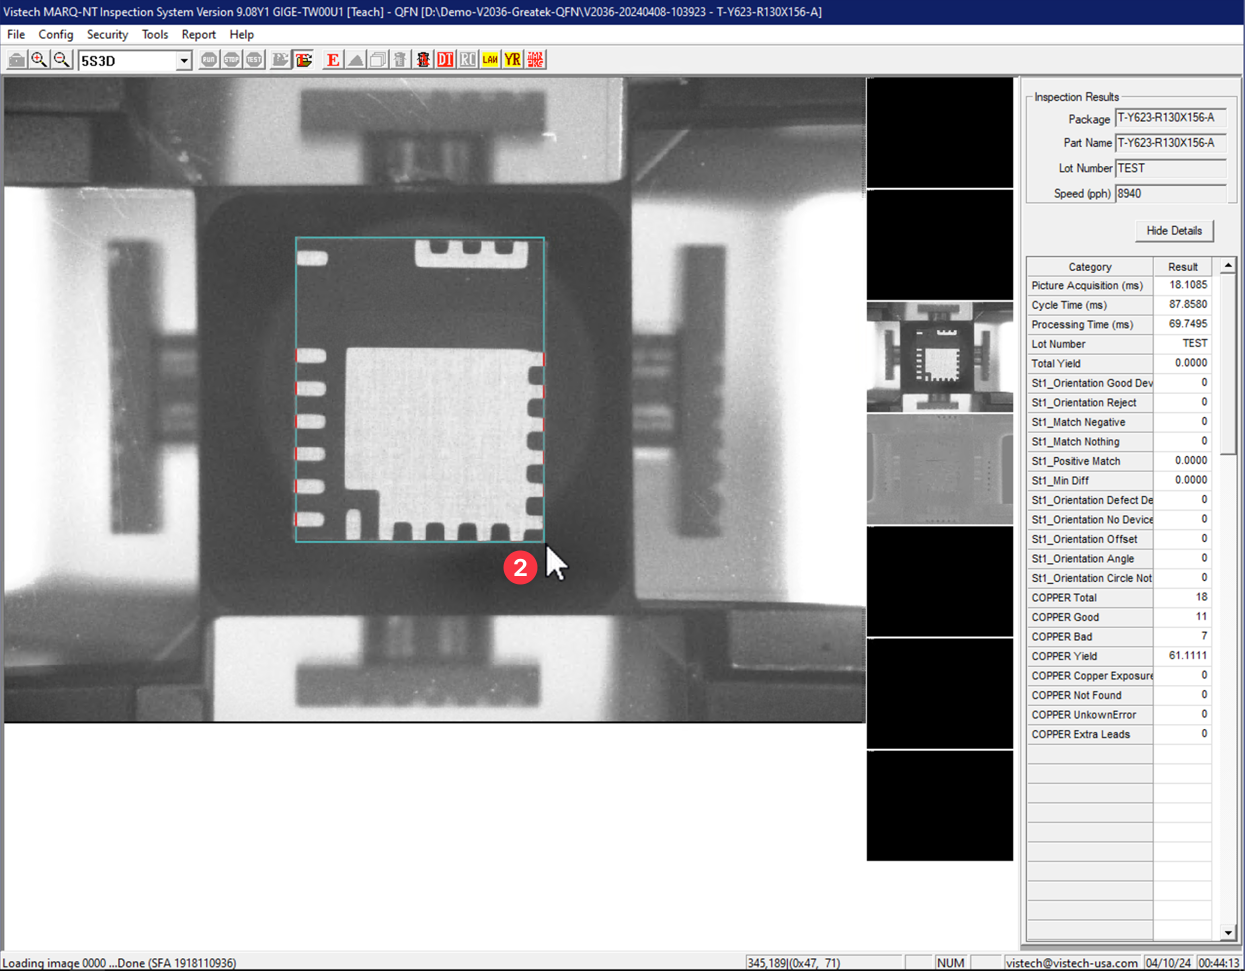 Vistech MARQ-NT Inspection System Version 9.08Y1 GIGE-TW00U1 [Teach] - QFN [D:\Demo-V2036-Greatek-QFN\V2036-20240408-103923 - T-Y623-R130X156-A]
File Config Security Tools Report Help
5S3D RUN STOP TEST E DT RC LAW YR
Inspection Results
Package T-Y623-R130X156-A
Part Name T-Y623-R130X156-A
Lot Number TEST
Speed (pph) 8940
Hide Details
Category Result
Picture Acquisition (ms) 18.1085
Cycle Time (ms) 87.8580
Processing Time (ms) 69.7495
Lot Number TEST
Total Yield 0.0000
St1_Orientation Good Dev 0
St1_Orientation Reject 0
St1_Match Negative 0
St1_Match Nothing 0
St1_Positive Match 0.0000
St1_Min Diff 0.0000
St1_Orientation Defect De 0
St1_Orientation No Device 0
St1_Orientation Offset 0
St1_Orientation Angle 0
St1_Orientation Circle Not 0
COPPER Total 18
COPPER Good 11
COPPER Bad 7
COPPER Yield 61.1111
COPPER Copper Exposure 0
COPPER Not Found 0
COPPER UnkownError 0
COPPER Extra Leads 0
2
Loading image 0000 ...Done (SFA 1918110936) 345,189|(0x47, 71) NUM vistech@vistech-usa.com 04/10/24 00:44:13